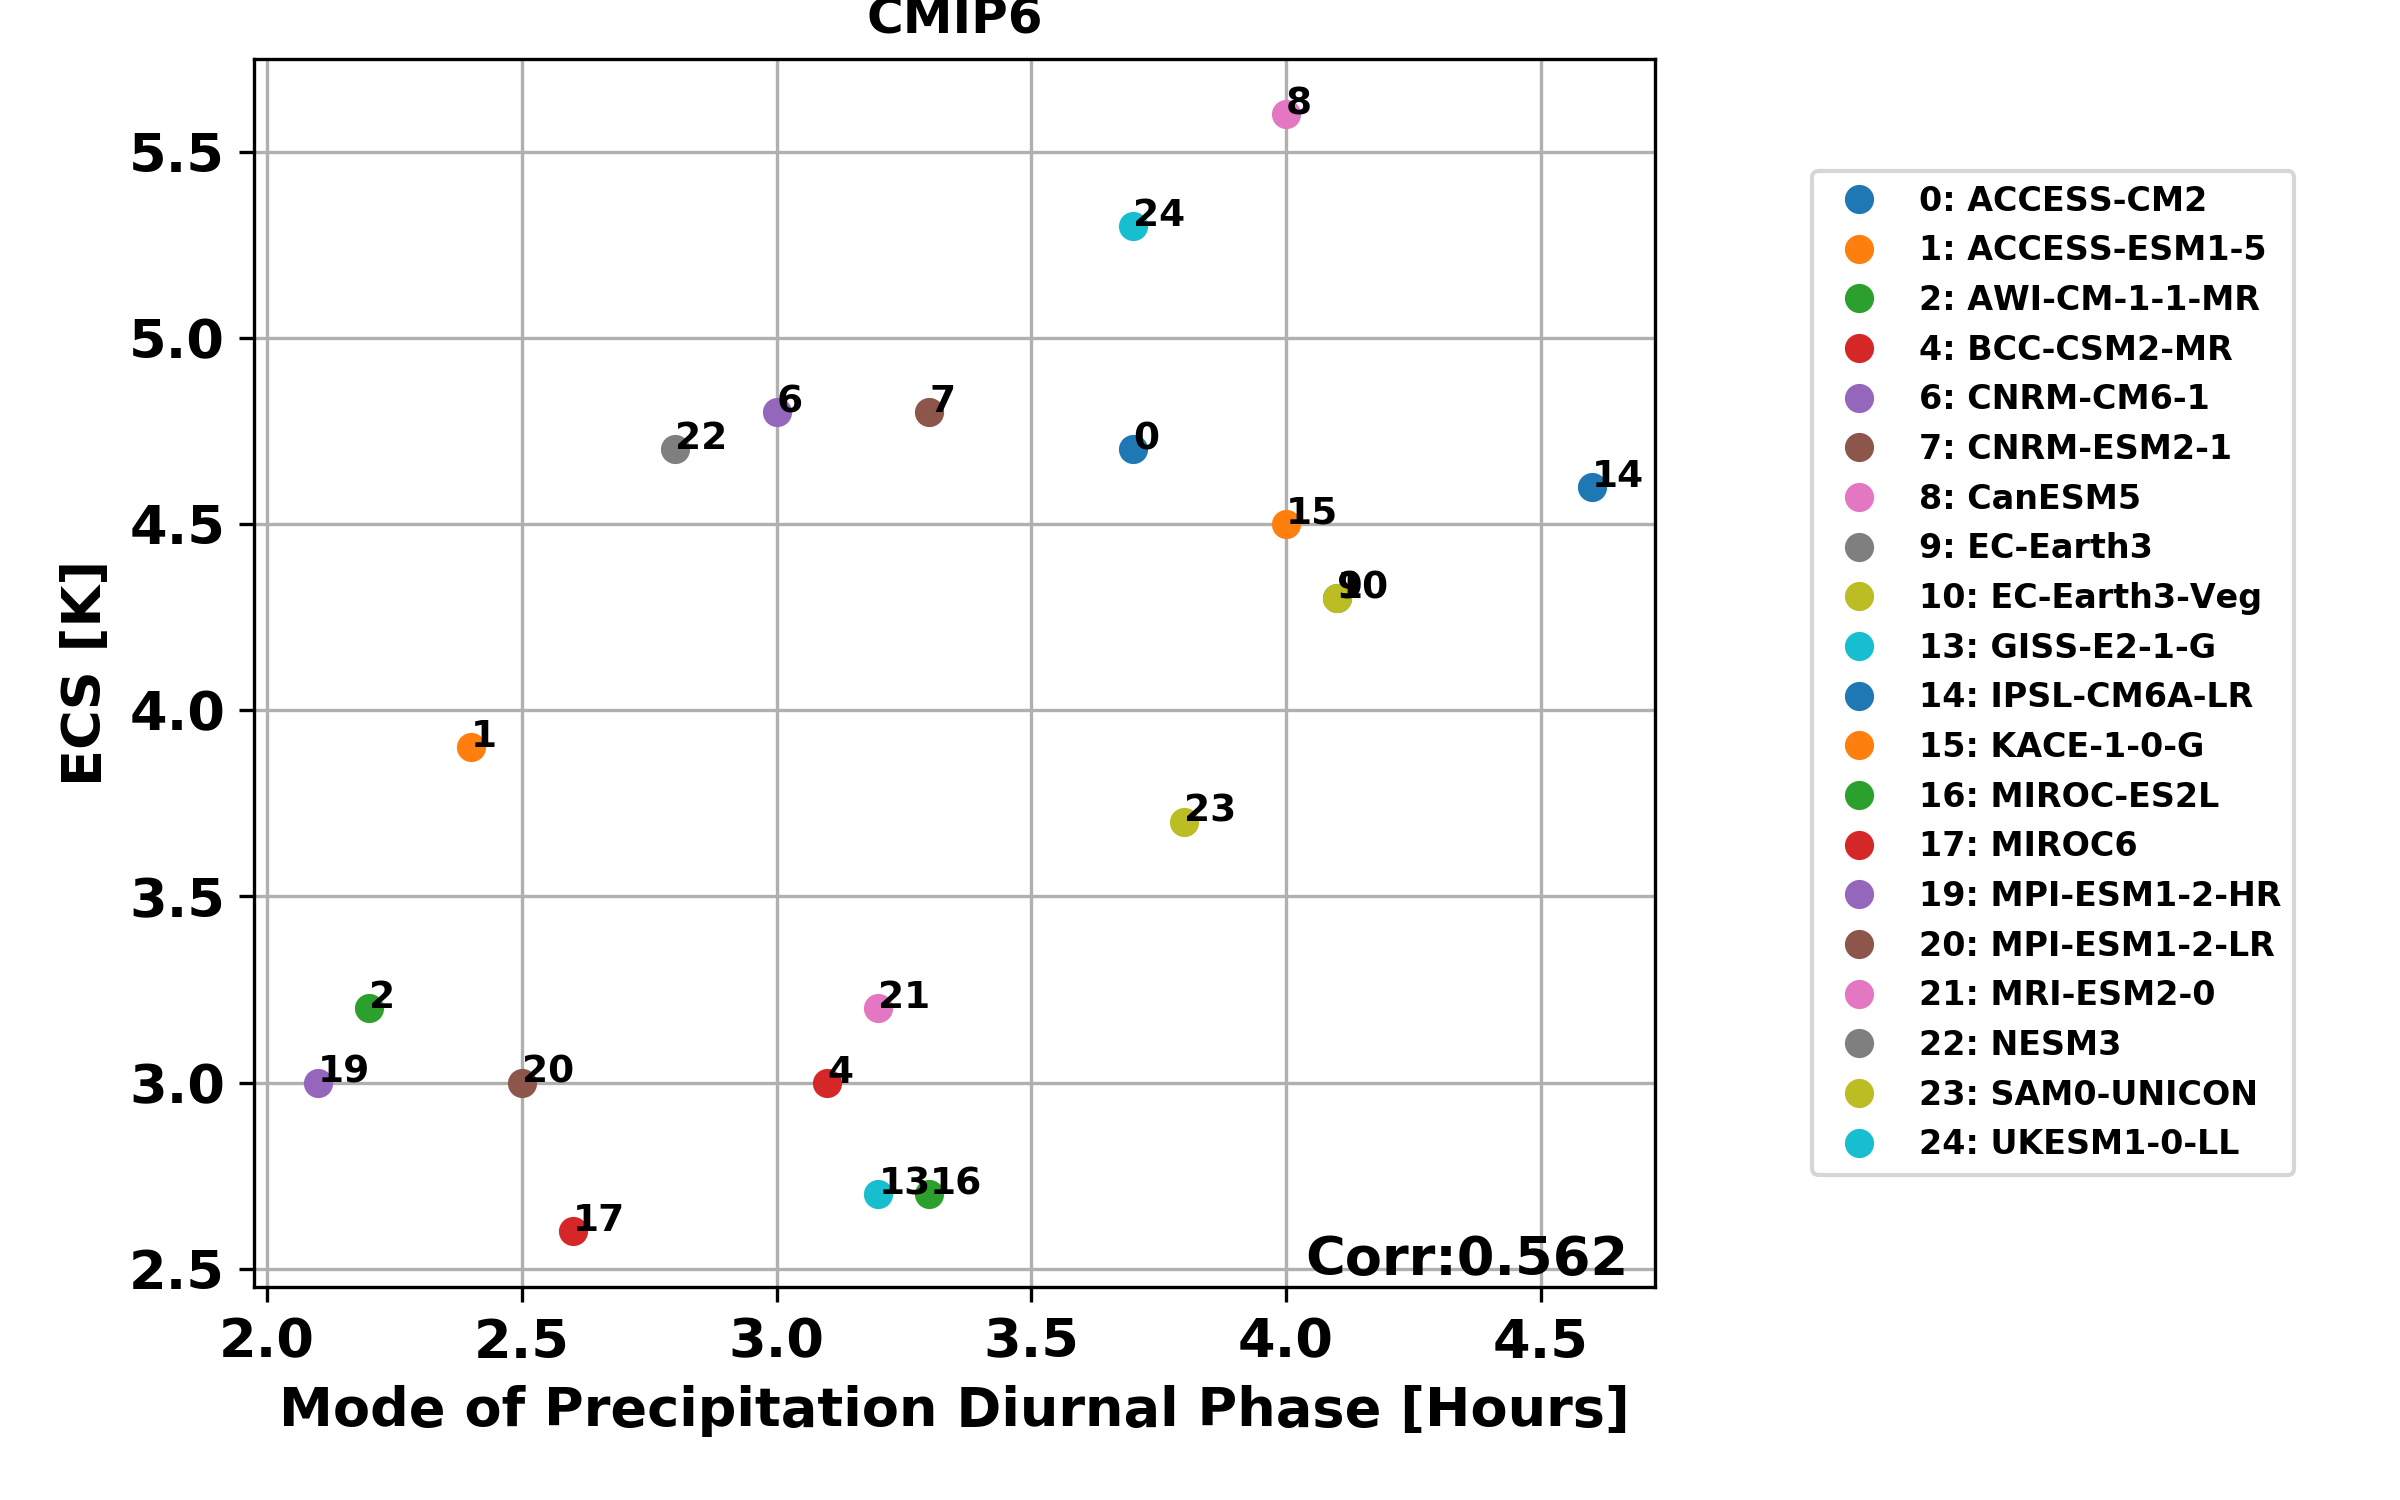 CMIP6
5.5
5.0
4.5
4.0
3.5
3.0
2.5
ECS [K]
8
24
6
7
22
0
14
15
9
10
1
23
2
21
19
20
4
13
16
17
Corr:0.562
2.0 2.5 3.0 3.5 4.0 4.5
Mode of Precipitation Diurnal Phase [Hours]
0: ACCESS-CM2
1: ACCESS-ESM1-5
2: AWI-CM-1-1-MR
4: BCC-CSM2-MR
6: CNRM-CM6-1
7: CNRM-ESM2-1
8: CanESM5
9: EC-Earth3
10: EC-Earth3-Veg
13: GISS-E2-1-G
14: IPSL-CM6A-LR
15: KACE-1-0-G
16: MIROC-ES2L
17: MIROC6
19: MPI-ESM1-2-HR
20: MPI-ESM1-2-LR
21: MRI-ESM2-0
22: NESM3
23: SAM0-UNICON
24: UKESM1-0-LL